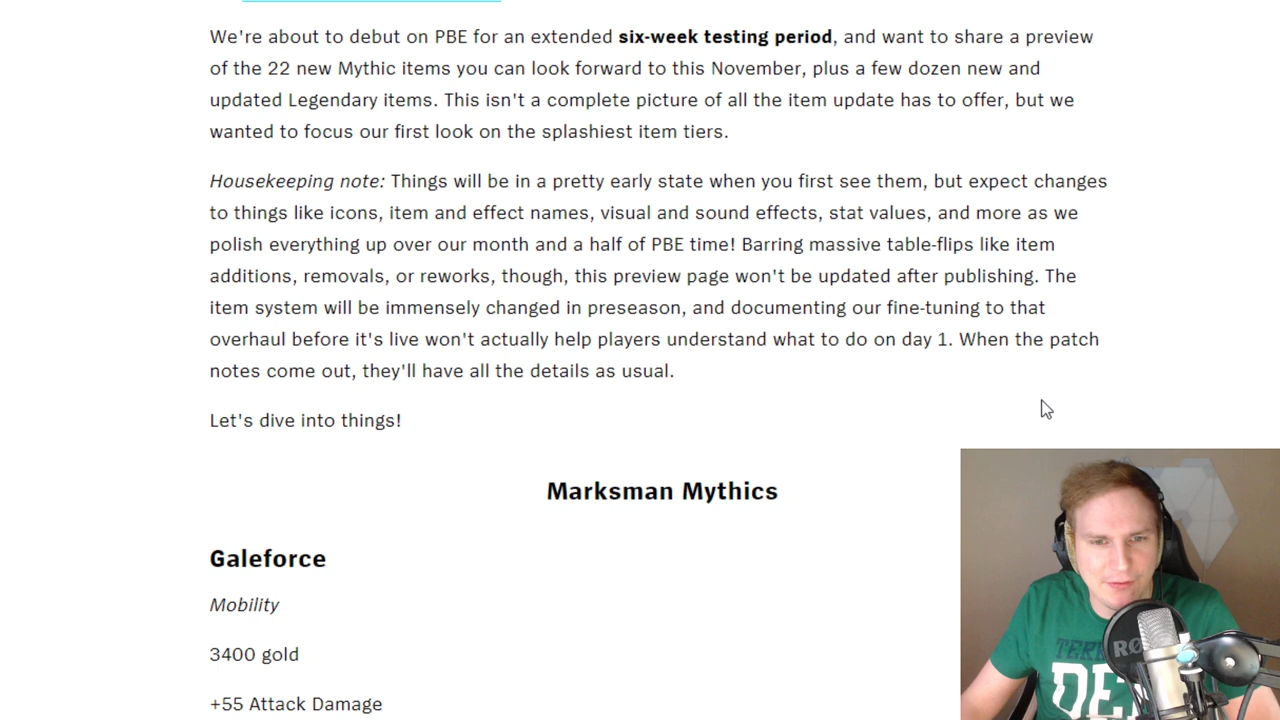 We're about to debut on PBE for an extended six-week testing period, and want to share a preview
of the 22 new Mythic items you can look forward to this November, plus a few dozen new and
updated Legendary items. This isn't a complete picture of all the item update has to offer, but we
wanted to focus our first look on the splashiest item tiers.
Housekeeping note: Things will be in a pretty early state when you first see them, but expect changes
to things like icons, item and effect names, visual and sound effects, stat values, and more as we
polish everything up over our month and a half of PBE time! Barring massive table-flips like item
additions, removals, or reworks, though, this preview page won't be updated after publishing. The
item system will be immensely changed in preseason, and documenting our fine-tuning to that
overhaul before it's live won't actually help players understand what to do on day 1. When the patch
notes come out, they'll have all the details as usual.
Let's dive into things!
Marksman Mythics
Galeforce
Mobility
3400 gold
+55 Attack Damage